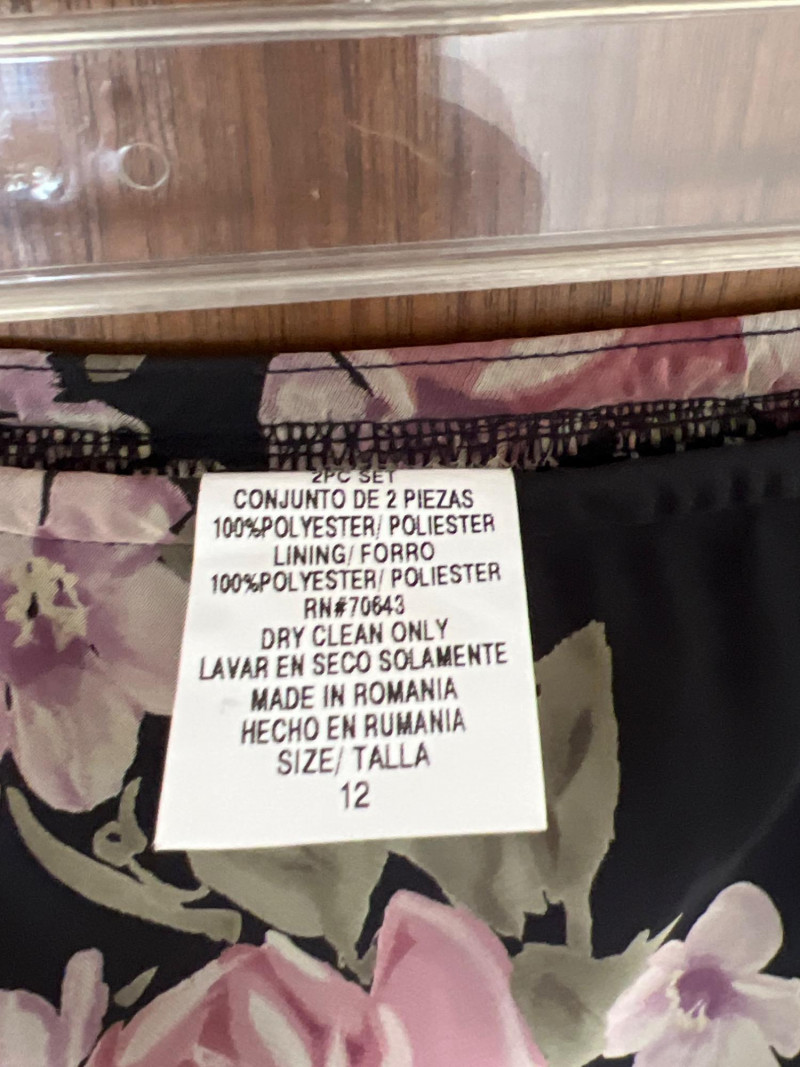 2PC SET
CONJUNTO DE 2 PIEZAS
100%POLYESTER/ POLIESTER
LINING/ FORRO
100%POLYESTER/ POLIESTER
RN#70643
DRY CLEAN ONLY
LAVAR EN SECO SOLAMENTE
MADE IN ROMANIA
HECHO EN RUMANIA
SIZE/ TALLA
12